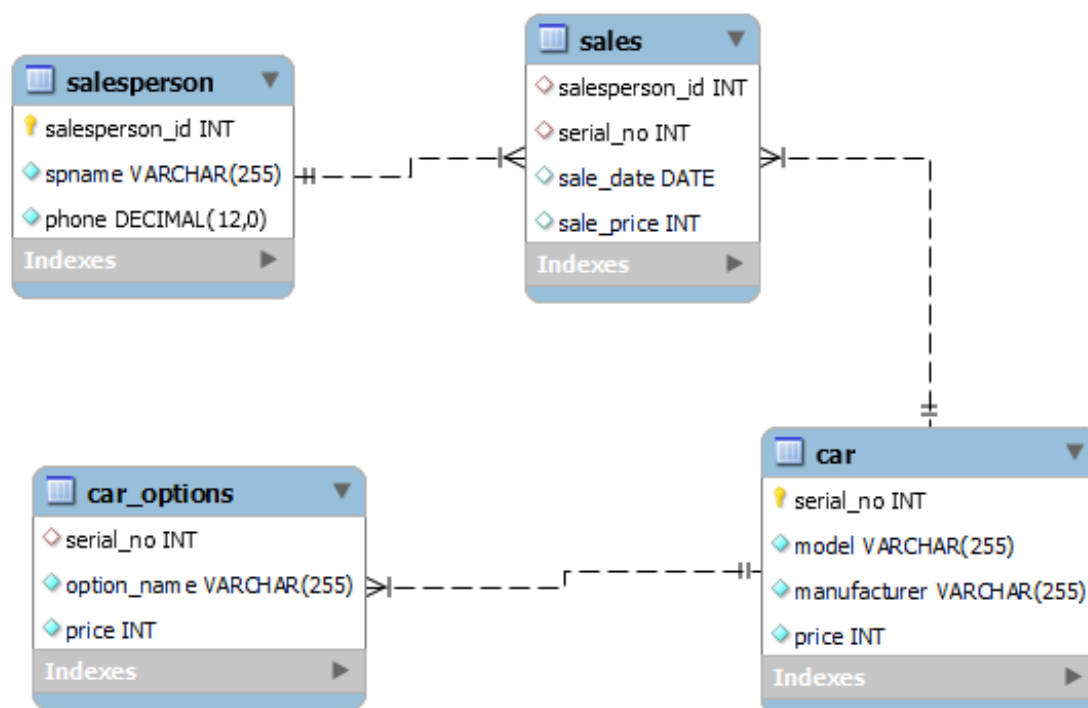 salesperson
salesperson_id INT
spname VARCHAR(255)
phone DECIMAL(12,0)
Indexes
sales
salesperson_id INT
serial_no INT
sale_date DATE
sale_price INT
Indexes
car_options
serial_no INT
option_name VARCHAR(255)
price INT
Indexes
car
serial_no INT
model VARCHAR(255)
manufacturer VARCHAR(255)
price INT
Indexes